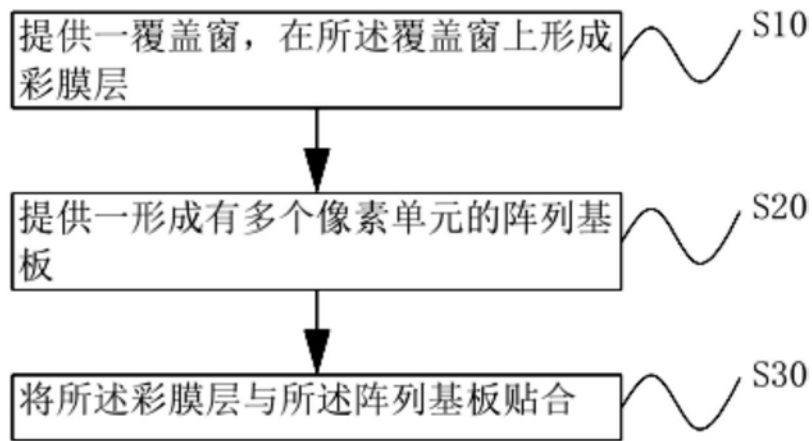 提供一覆盖窗，在所述覆盖窗上形成
彩膜层
S10
提供一形成有多个像素单元的阵列基
板
S20
将所述彩膜层与所述阵列基板贴合
S30